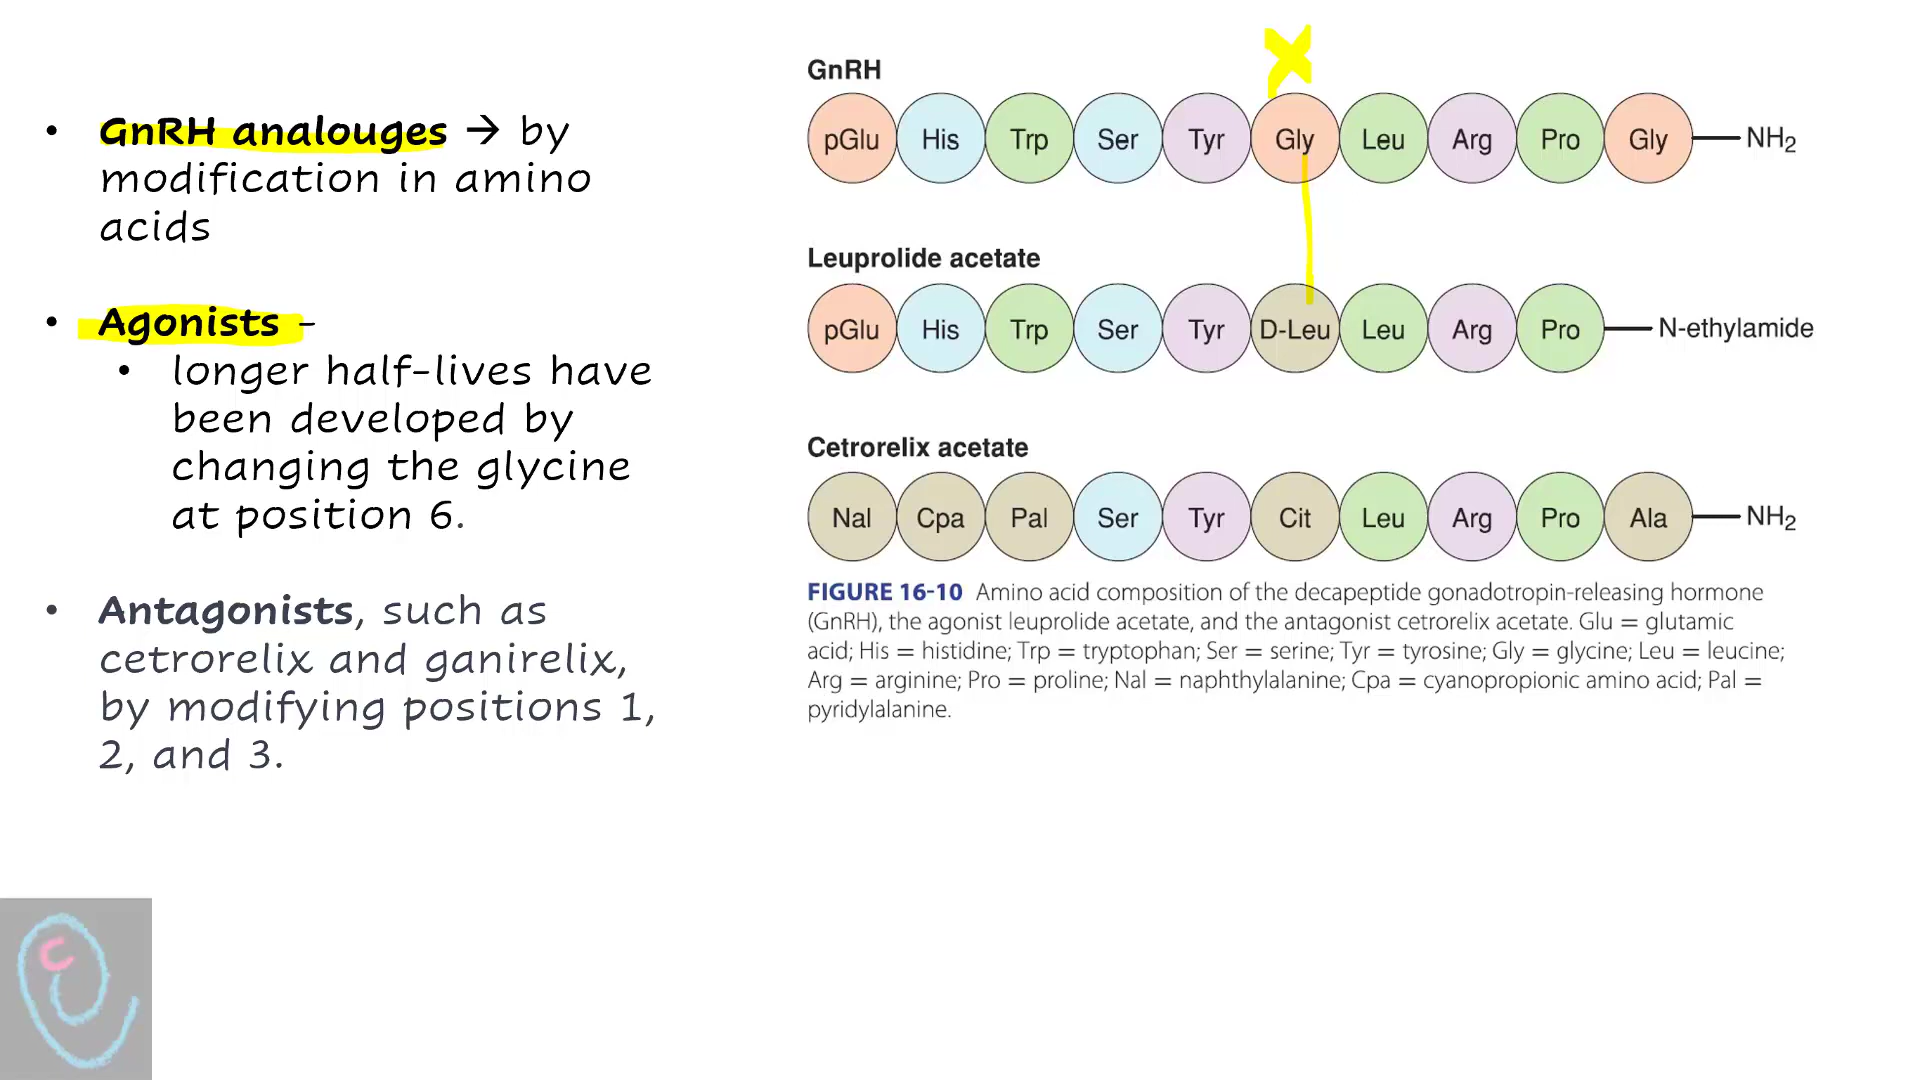 • GnRH analouges → by
modification in amino
acids
• Agonists -
• longer half-lives have
been developed by
changing the glycine
at position 6.
• Antagonists, such as
cetrorelix and ganirelix,
by modifying positions 1,
2, and 3.
GnRH
pGlu His Trp Ser Tyr Gly Leu Arg Pro Gly NH₂
Leuprolide acetate
pGlu His Trp Ser Tyr D-Leu Leu Arg Pro N-ethylamide
Cetrorelix acetate
Nal Cpa Pal Ser Tyr Cit Leu Arg Pro Ala NH₂
FIGURE 16-10 Amino acid composition of the decapeptide gonadotropin-releasing hormone
(GnRH), the agonist leuprolide acetate, and the antagonist cetrorelix acetate. Glu = glutamic
acid; His = histidine; Trp = tryptophan; Ser = serine; Tyr = tyrosine; Gly = glycine; Leu = leucine;
Arg = arginine; Pro = proline; Nal = naphthylalanine; Cpa = cyanopropionic amino acid; Pal =
pyridylalanine.